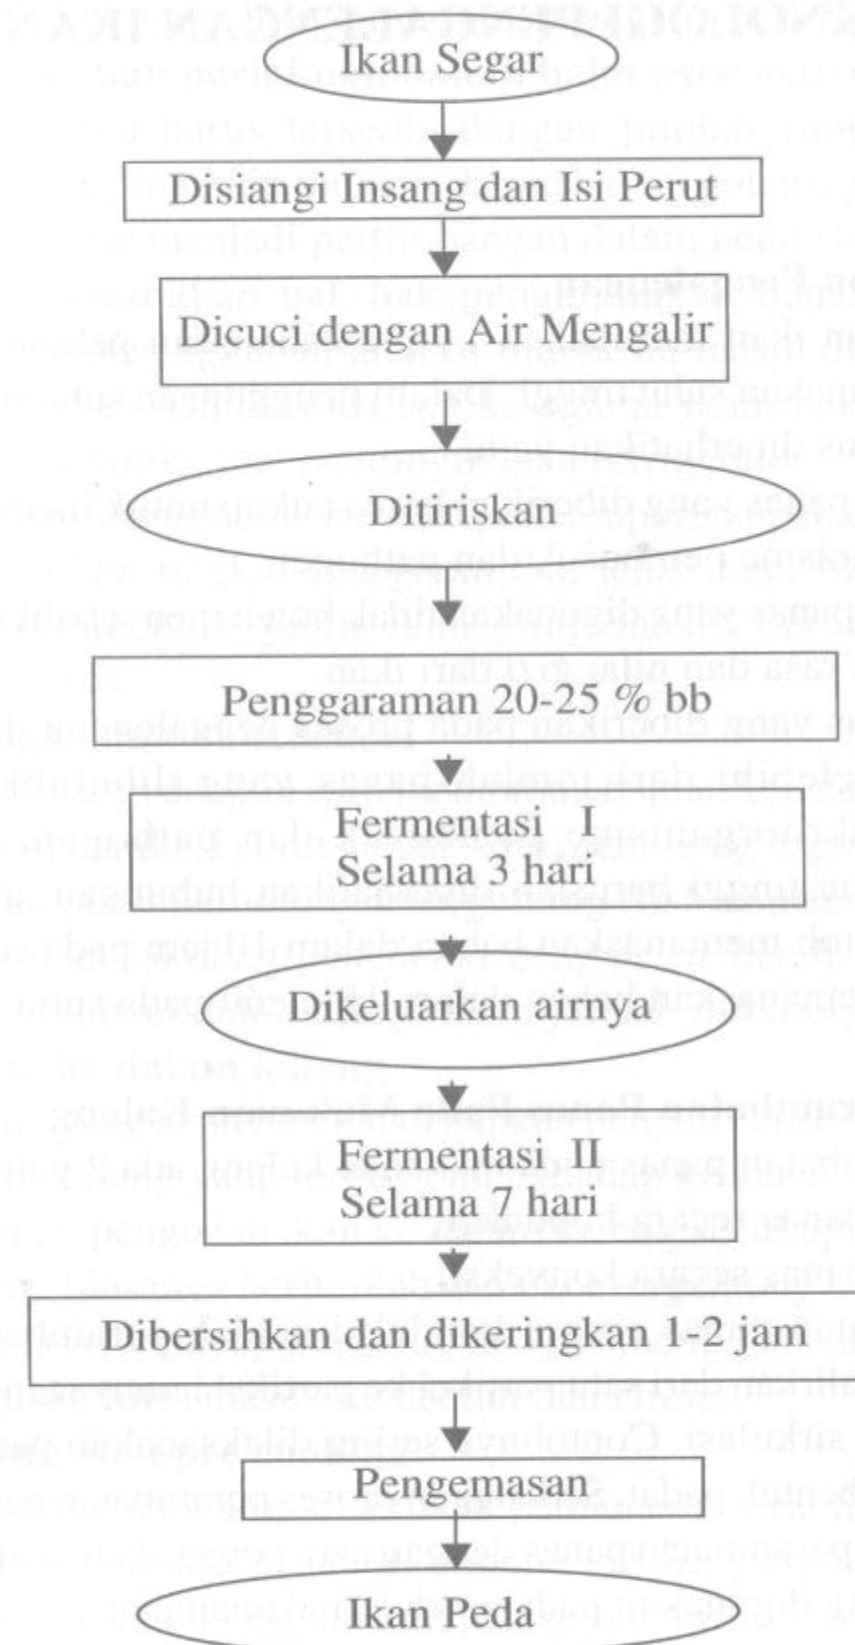 Ikan Segar
Disiangi Insang dan Isi Perut
Dicuci dengan Air Mengalir
Ditiriskan
Penggaraman 20-25 % bb
Fermentasi I
Selama 3 hari
Dikeluarkan airnya
Fermentasi II
Selama 7 hari
Dibersihkan dan dikeringkan 1-2 jam
Pengemasan
Ikan Peda